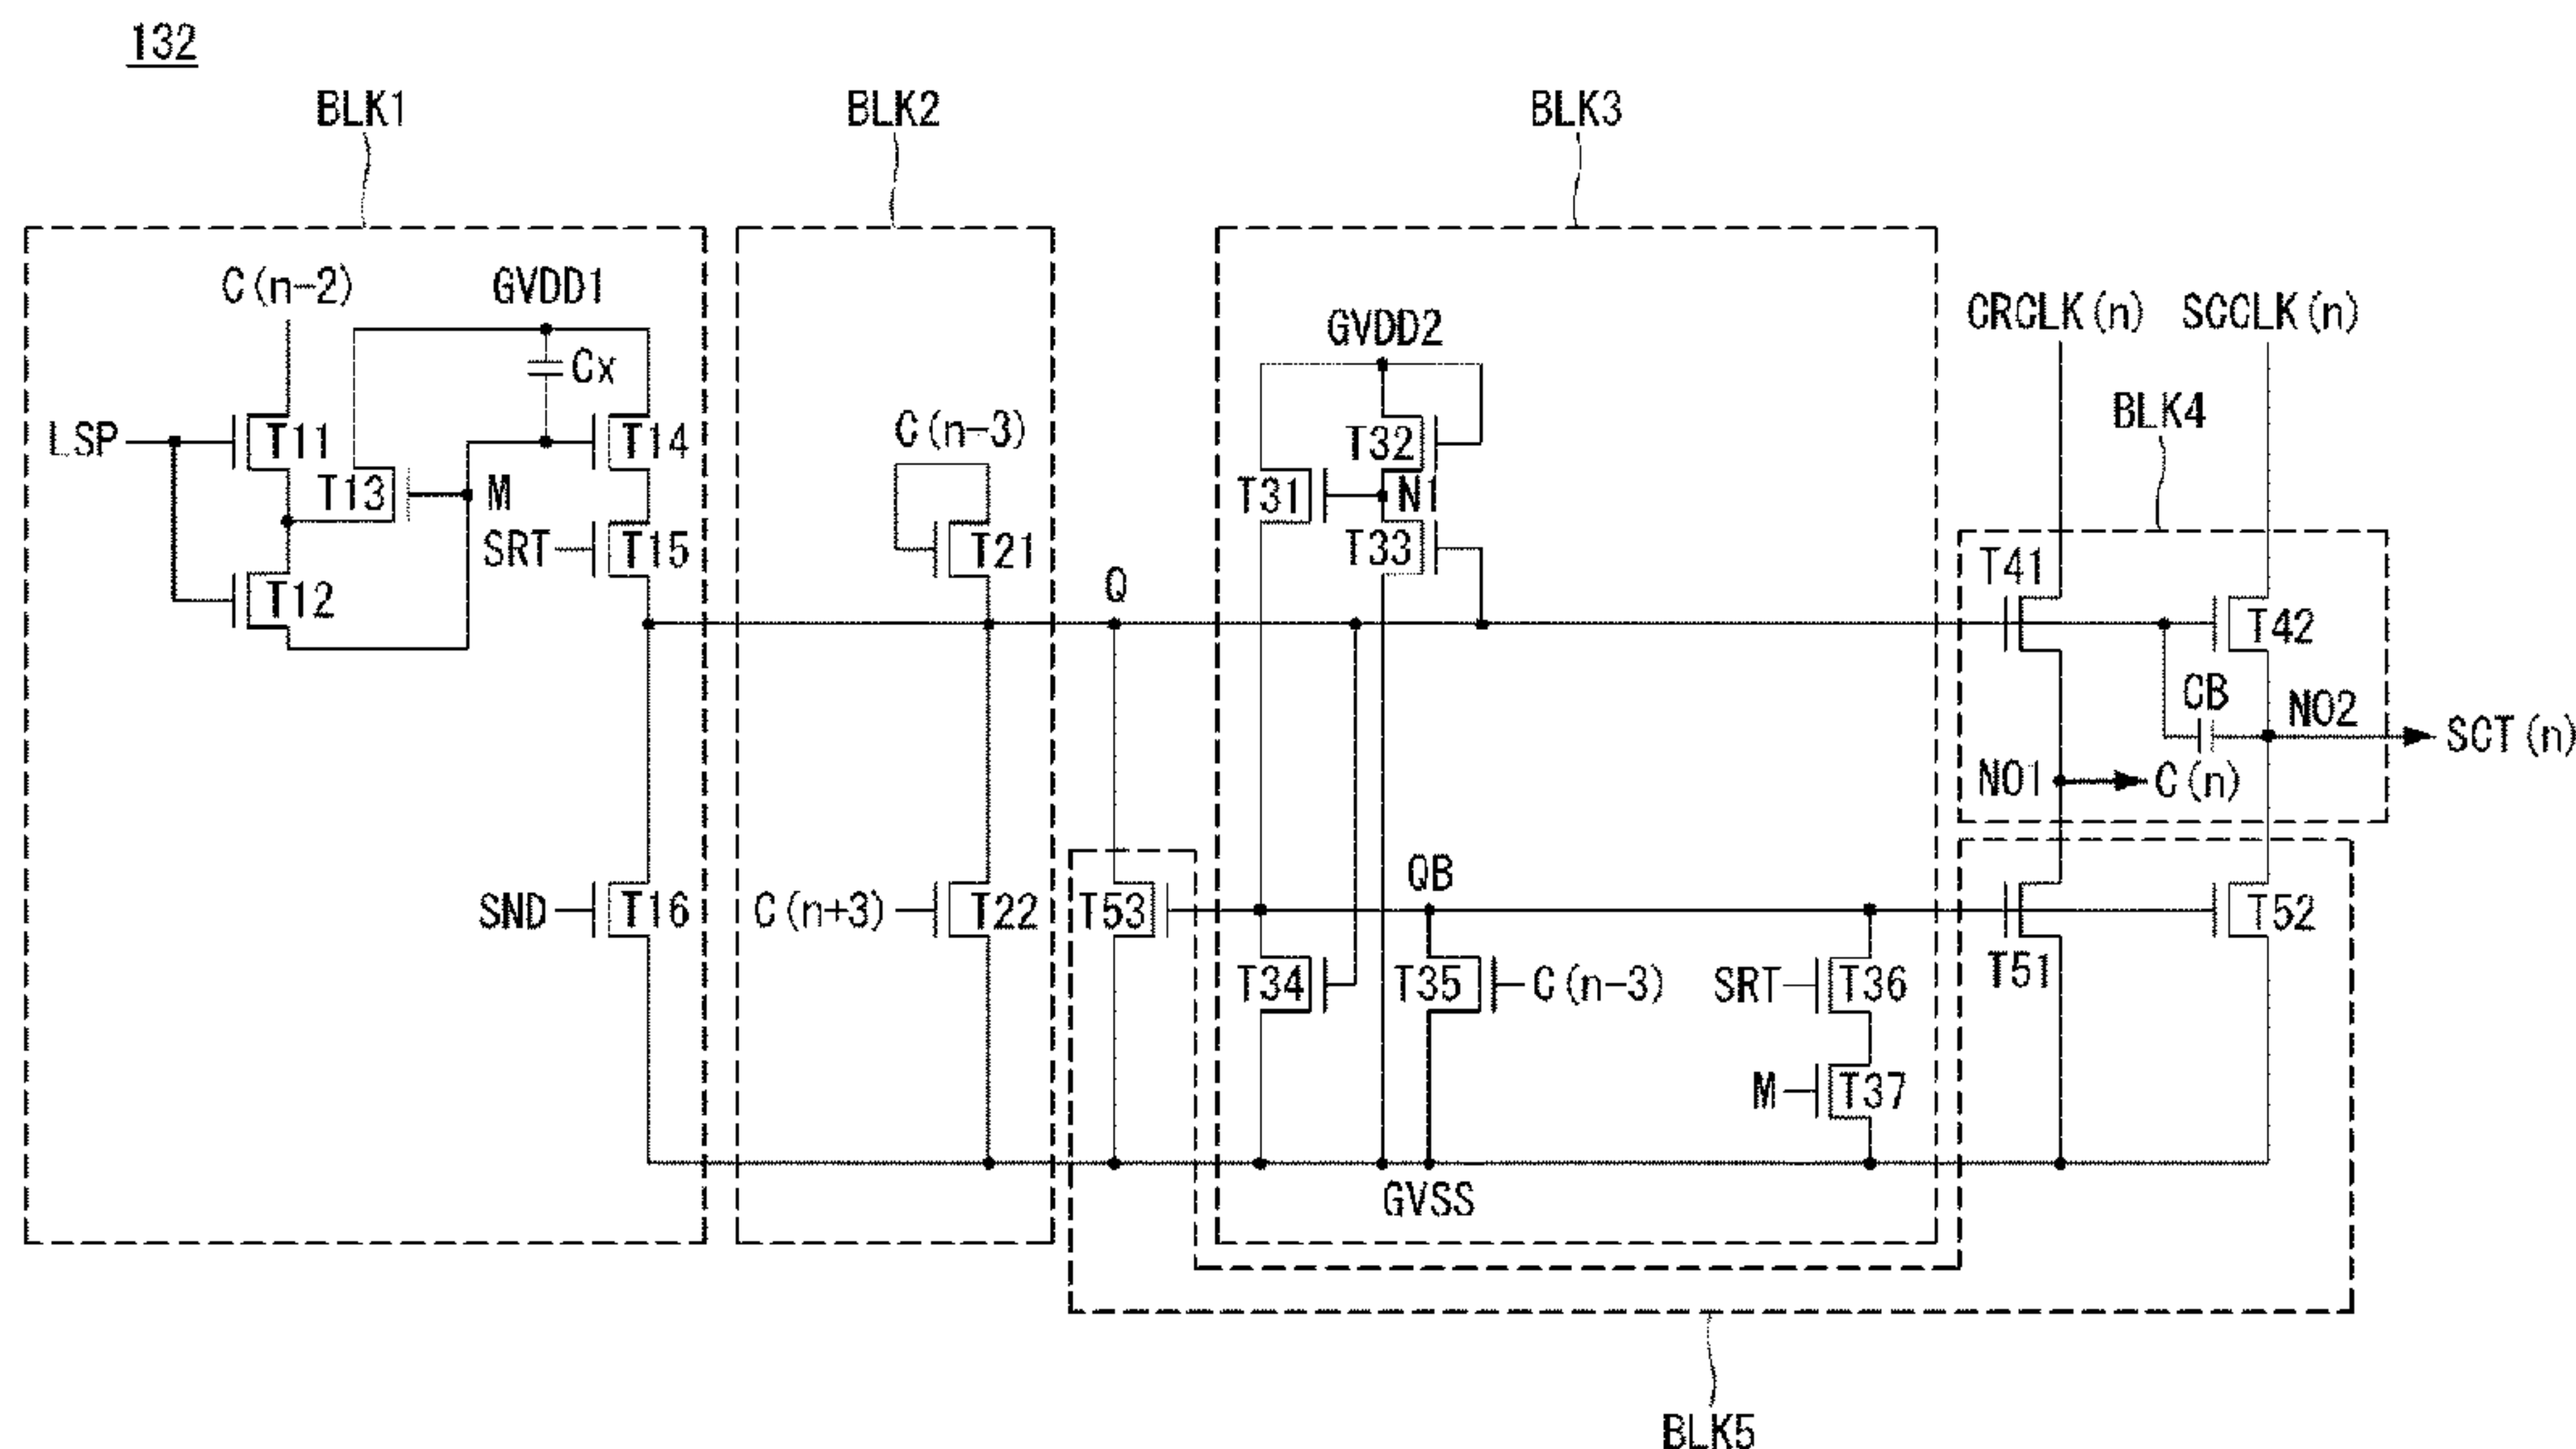 132
BLK1
BLK2
BLK3
C(n-2)
GVDD1
GVDD2
CRCLK(n)
SCCLK(n)
Cx
BLK4
LSP
T11
T14
C(n-3)
T32
T13
M
T31
N1
SRT
T15
T21
T33
T41
T12
Q
T42
CB
NO2
SCT(n)
NO1
C(n)
QB
SND
T16
C(n+3)
T22
T53
T52
T34
T35
C(n-3)
SRT
T36
T51
M
T37
GVSS
BLK5